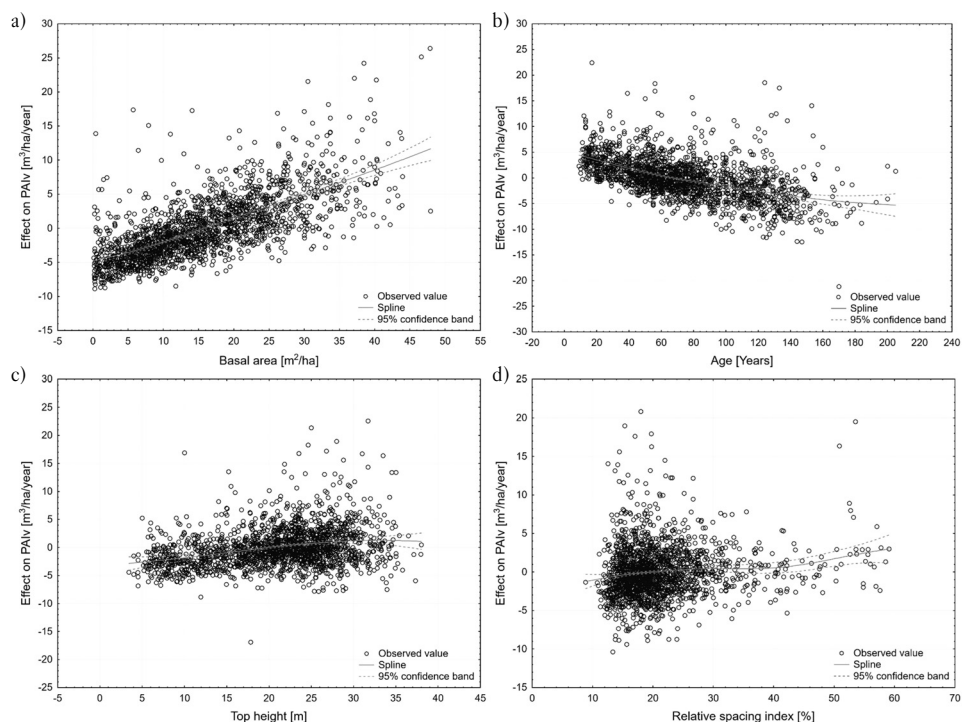 a)
Effect on PAIv [m³/ha/year]
30
25
20
15
10
5
0
-5
-10
-15
0 5 10 15 20 25 30 35 40 45 50 55
Basal area [m²/ha]
Observed value
Spline
95% confidence band
b)
Effect on PAIv [m³/ha/year]
30
25
20
15
10
5
0
-5
-10
-15
-20
-25
-30
-20 0 20 40 60 80 100 120 140 160 180 200 220 240
Age [Years]
Observed value
Spline
95% confidence band
c)
Effect on PAIv [m³/ha/year]
30
25
20
15
10
5
0
-5
-10
-15
-20
-25
-5 0 5 10 15 20 25 30 35 40 45
Top height [m]
Observed value
Spline
95% confidence band
d)
Effect on PAIv [m³/ha/year]
25
20
15
10
5
0
-5
-10
-15
0 10 20 30 40 50 60 70
Relative spacing index [%]
Observed value
Spline
95% confidence band